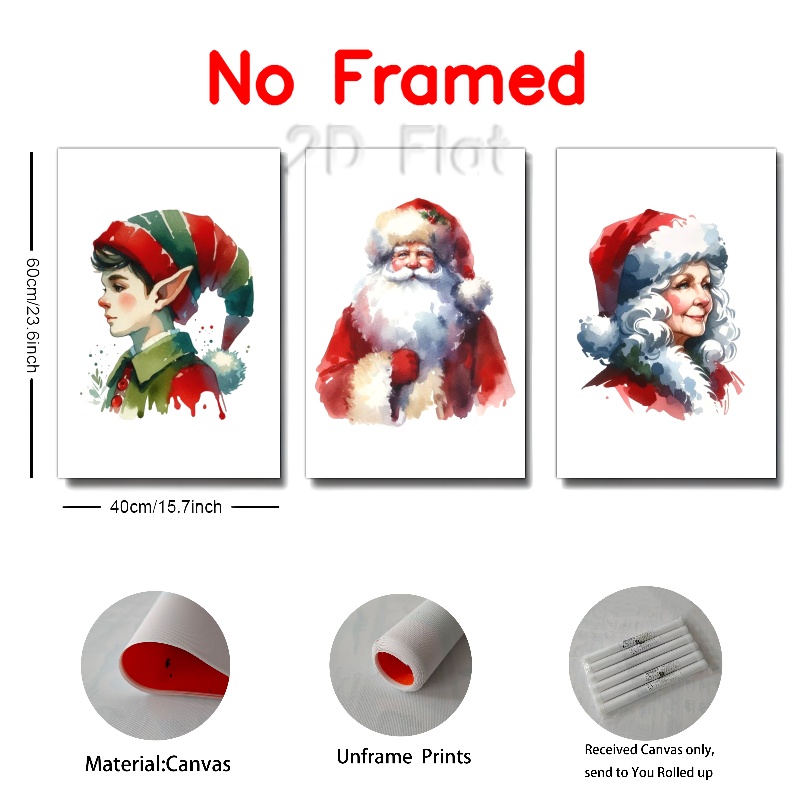 No Framed
2D Flat
60cm/23.6inch
40cm/15.7inch
Material:Canvas
Unframe Prints
Received Canvas only,
send to You Rolled up